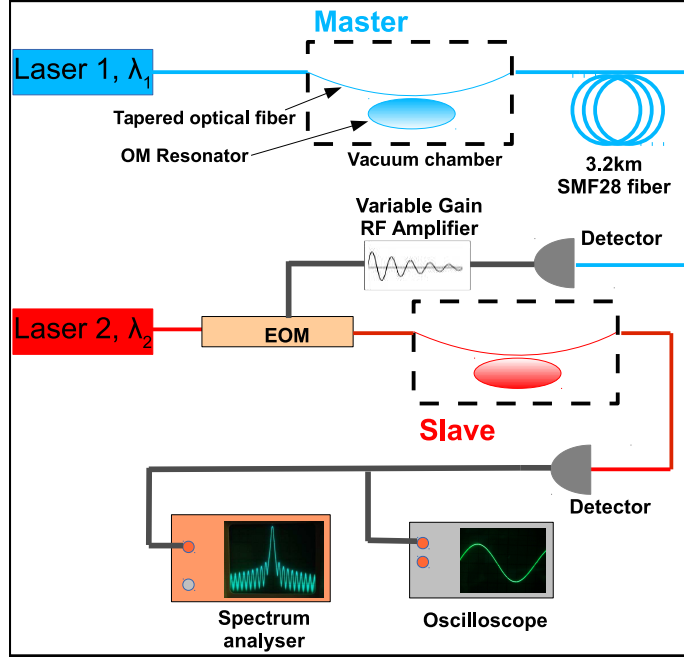 Master
Laser 1, λ1
Tapered optical fiber
OM Resonator
Vacuum chamber
3.2km
SMF28 fiber
Variable Gain
RF Amplifier
Detector
Laser 2, λ2
EOM
Slave
Detector
Spectrum
analyser
Oscilloscope